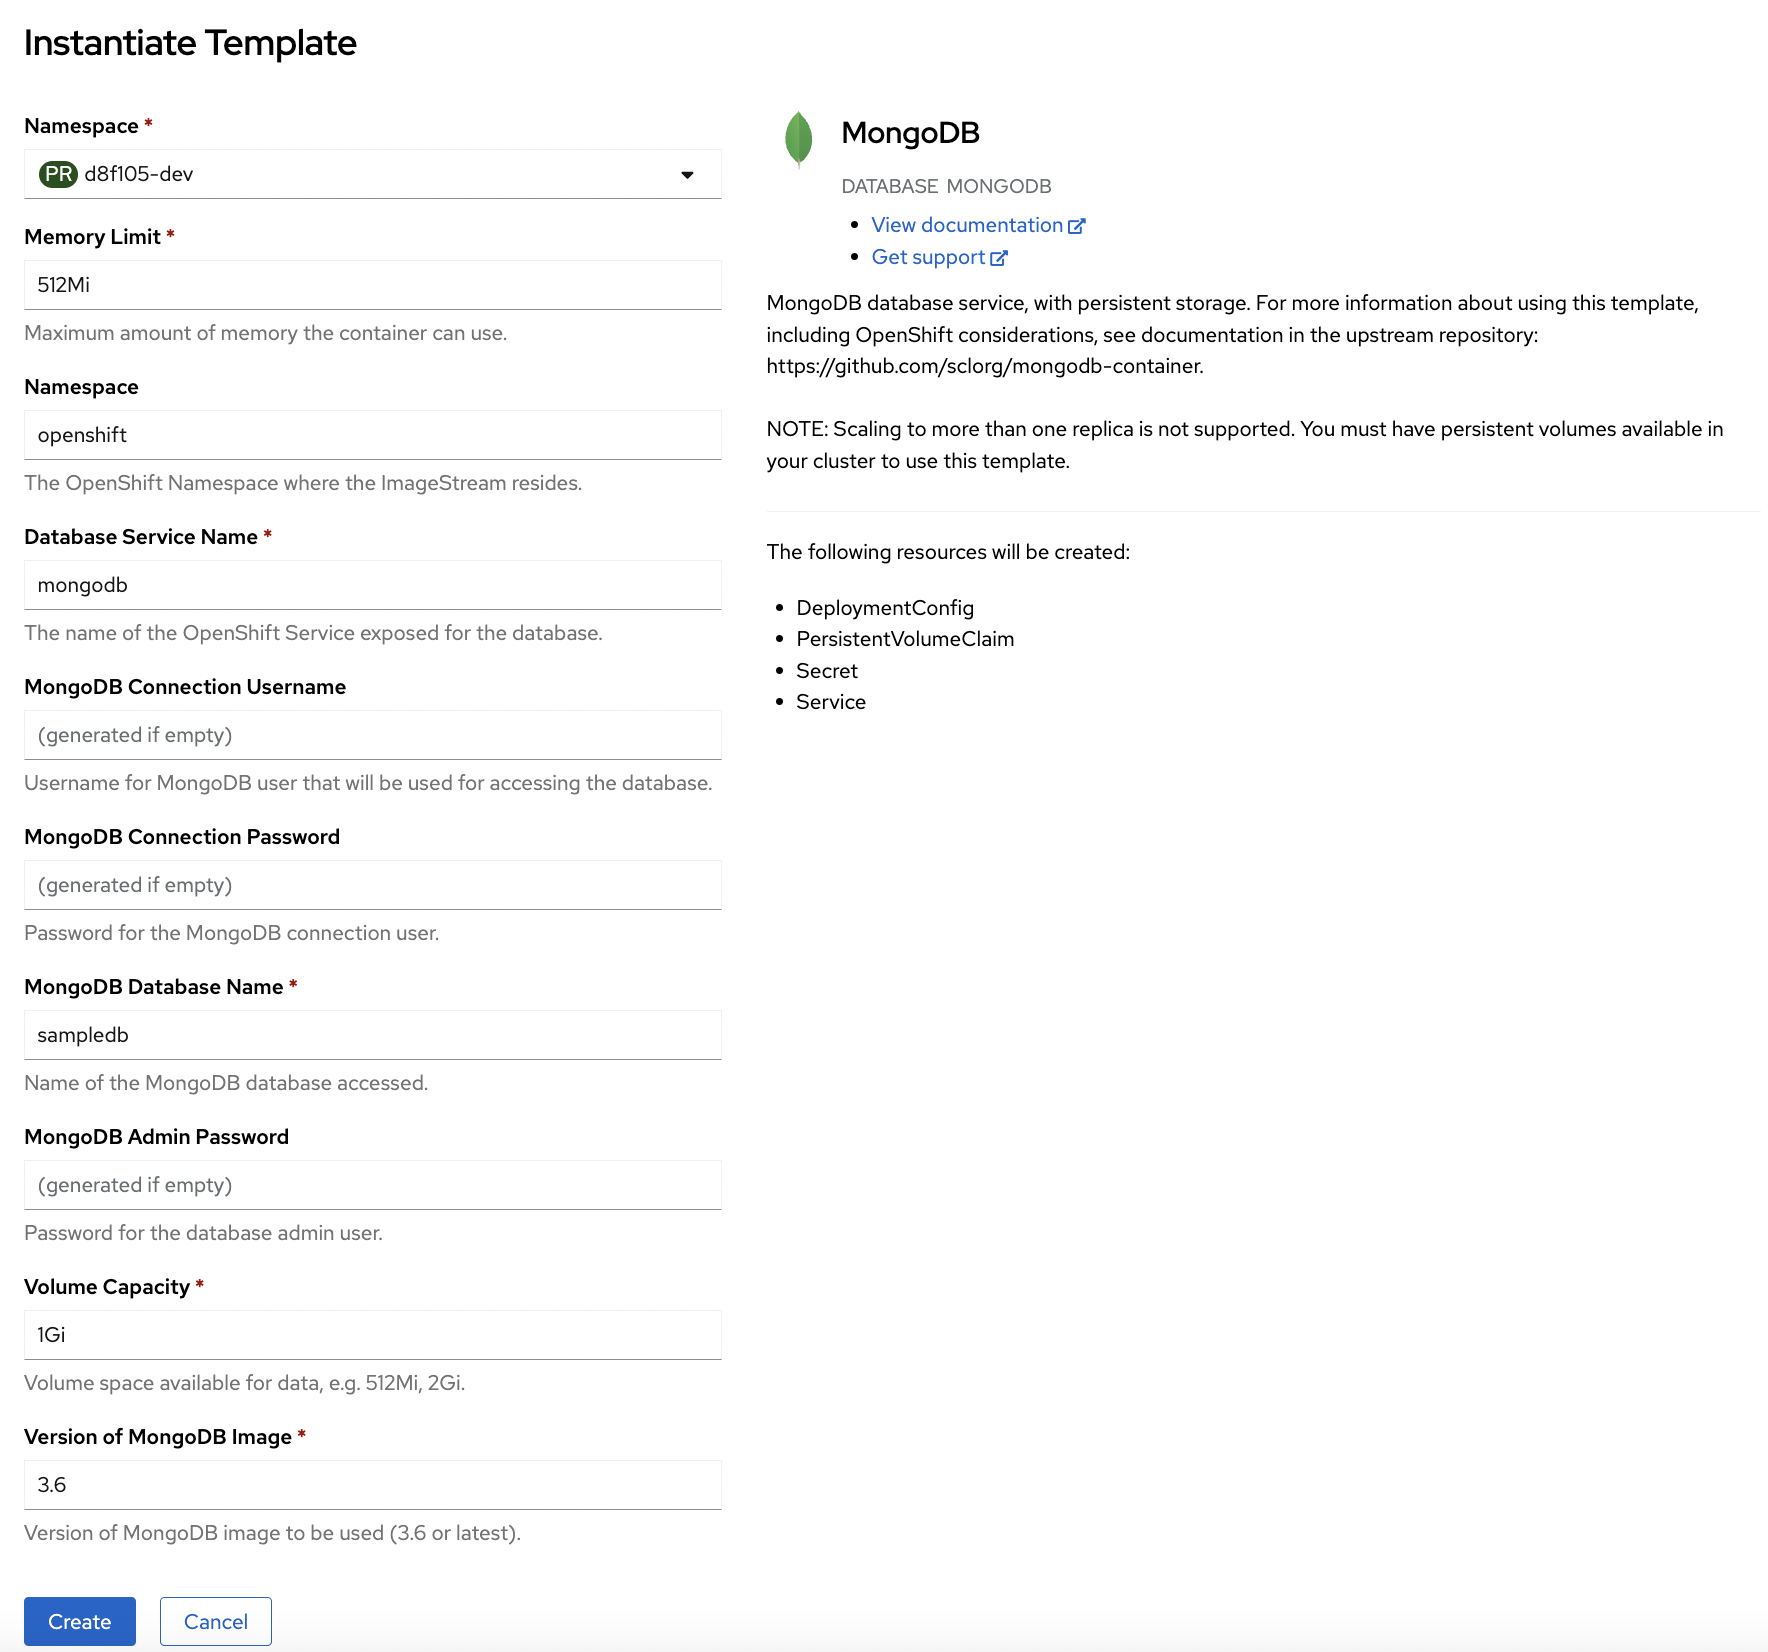 Instantiate Template
Namespace *
PR d8f105-dev
Memory Limit *
512Mi
Maximum amount of memory the container can use.
Namespace
openshift
The OpenShift Namespace where the ImageStream resides.
Database Service Name *
mongodb
The name of the OpenShift Service exposed for the database.
MongoDB Connection Username
(generated if empty)
Username for MongoDB user that will be used for accessing the database.
MongoDB Connection Password
(generated if empty)
Password for the MongoDB connection user.
MongoDB Database Name *
sampledb
Name of the MongoDB database accessed.
MongoDB Admin Password
(generated if empty)
Password for the database admin user.
Volume Capacity *
1Gi
Volume space available for data, e.g. 512Mi, 2Gi.
Version of MongoDB Image *
3.6
Version of MongoDB image to be used (3.6 or latest).
Create
Cancel
MongoDB
DATABASE MONGODB
View documentation
Get support
MongoDB database service, with persistent storage. For more information about using this template,
including OpenShift considerations, see documentation in the upstream repository:
https://github.com/sclorg/mongodb-container.
NOTE: Scaling to more than one replica is not supported. You must have persistent volumes available in
your cluster to use this template.
The following resources will be created:
DeploymentConfig
PersistentVolumeClaim
Secret
Service